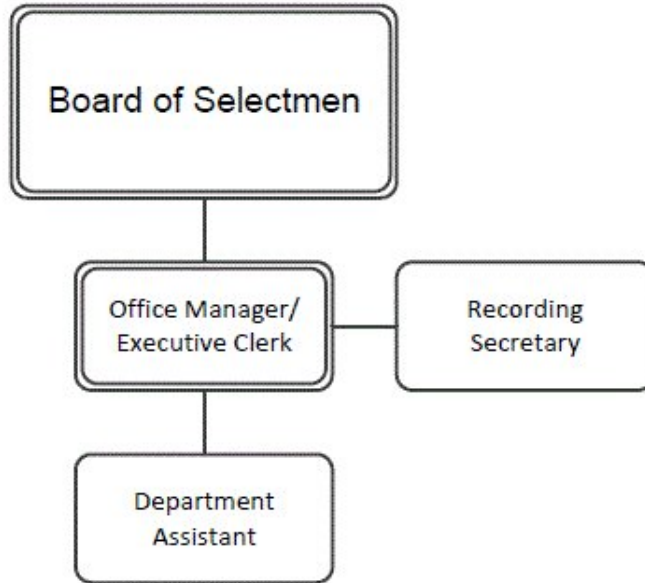 Board of Selectmen
Office Manager/
Executive Clerk
Recording
Secretary
Department
Assistant